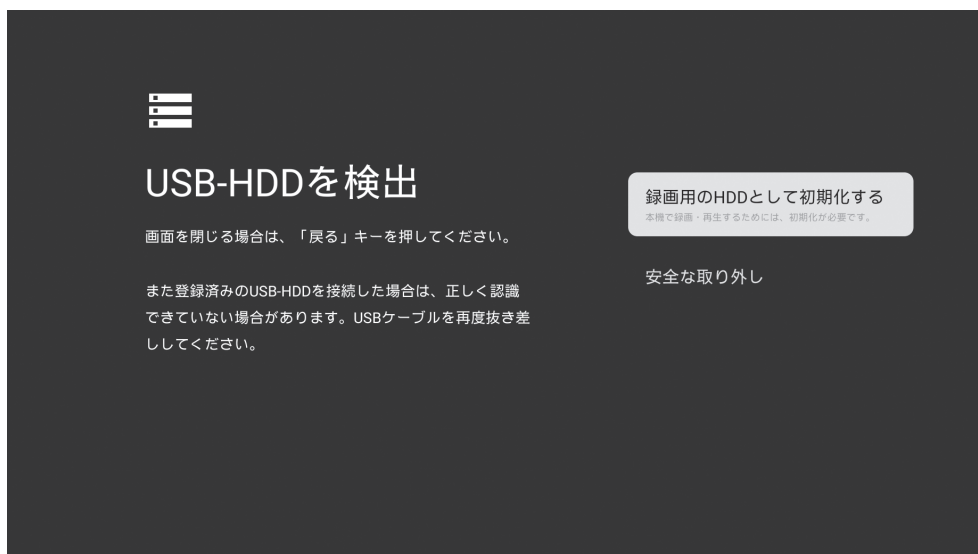 USB-HDDを検出
画面を閉じる場合は、「戻る」キーを押してください。
また登録済みのUSB-HDDを接続した場合は、正しく認識
できていない場合があります。USBケーブルを再度抜き差
ししてください。
録画用のHDDとして初期化する
本機で録画・再生するためには、初期化が必要です。
安全な取り外し